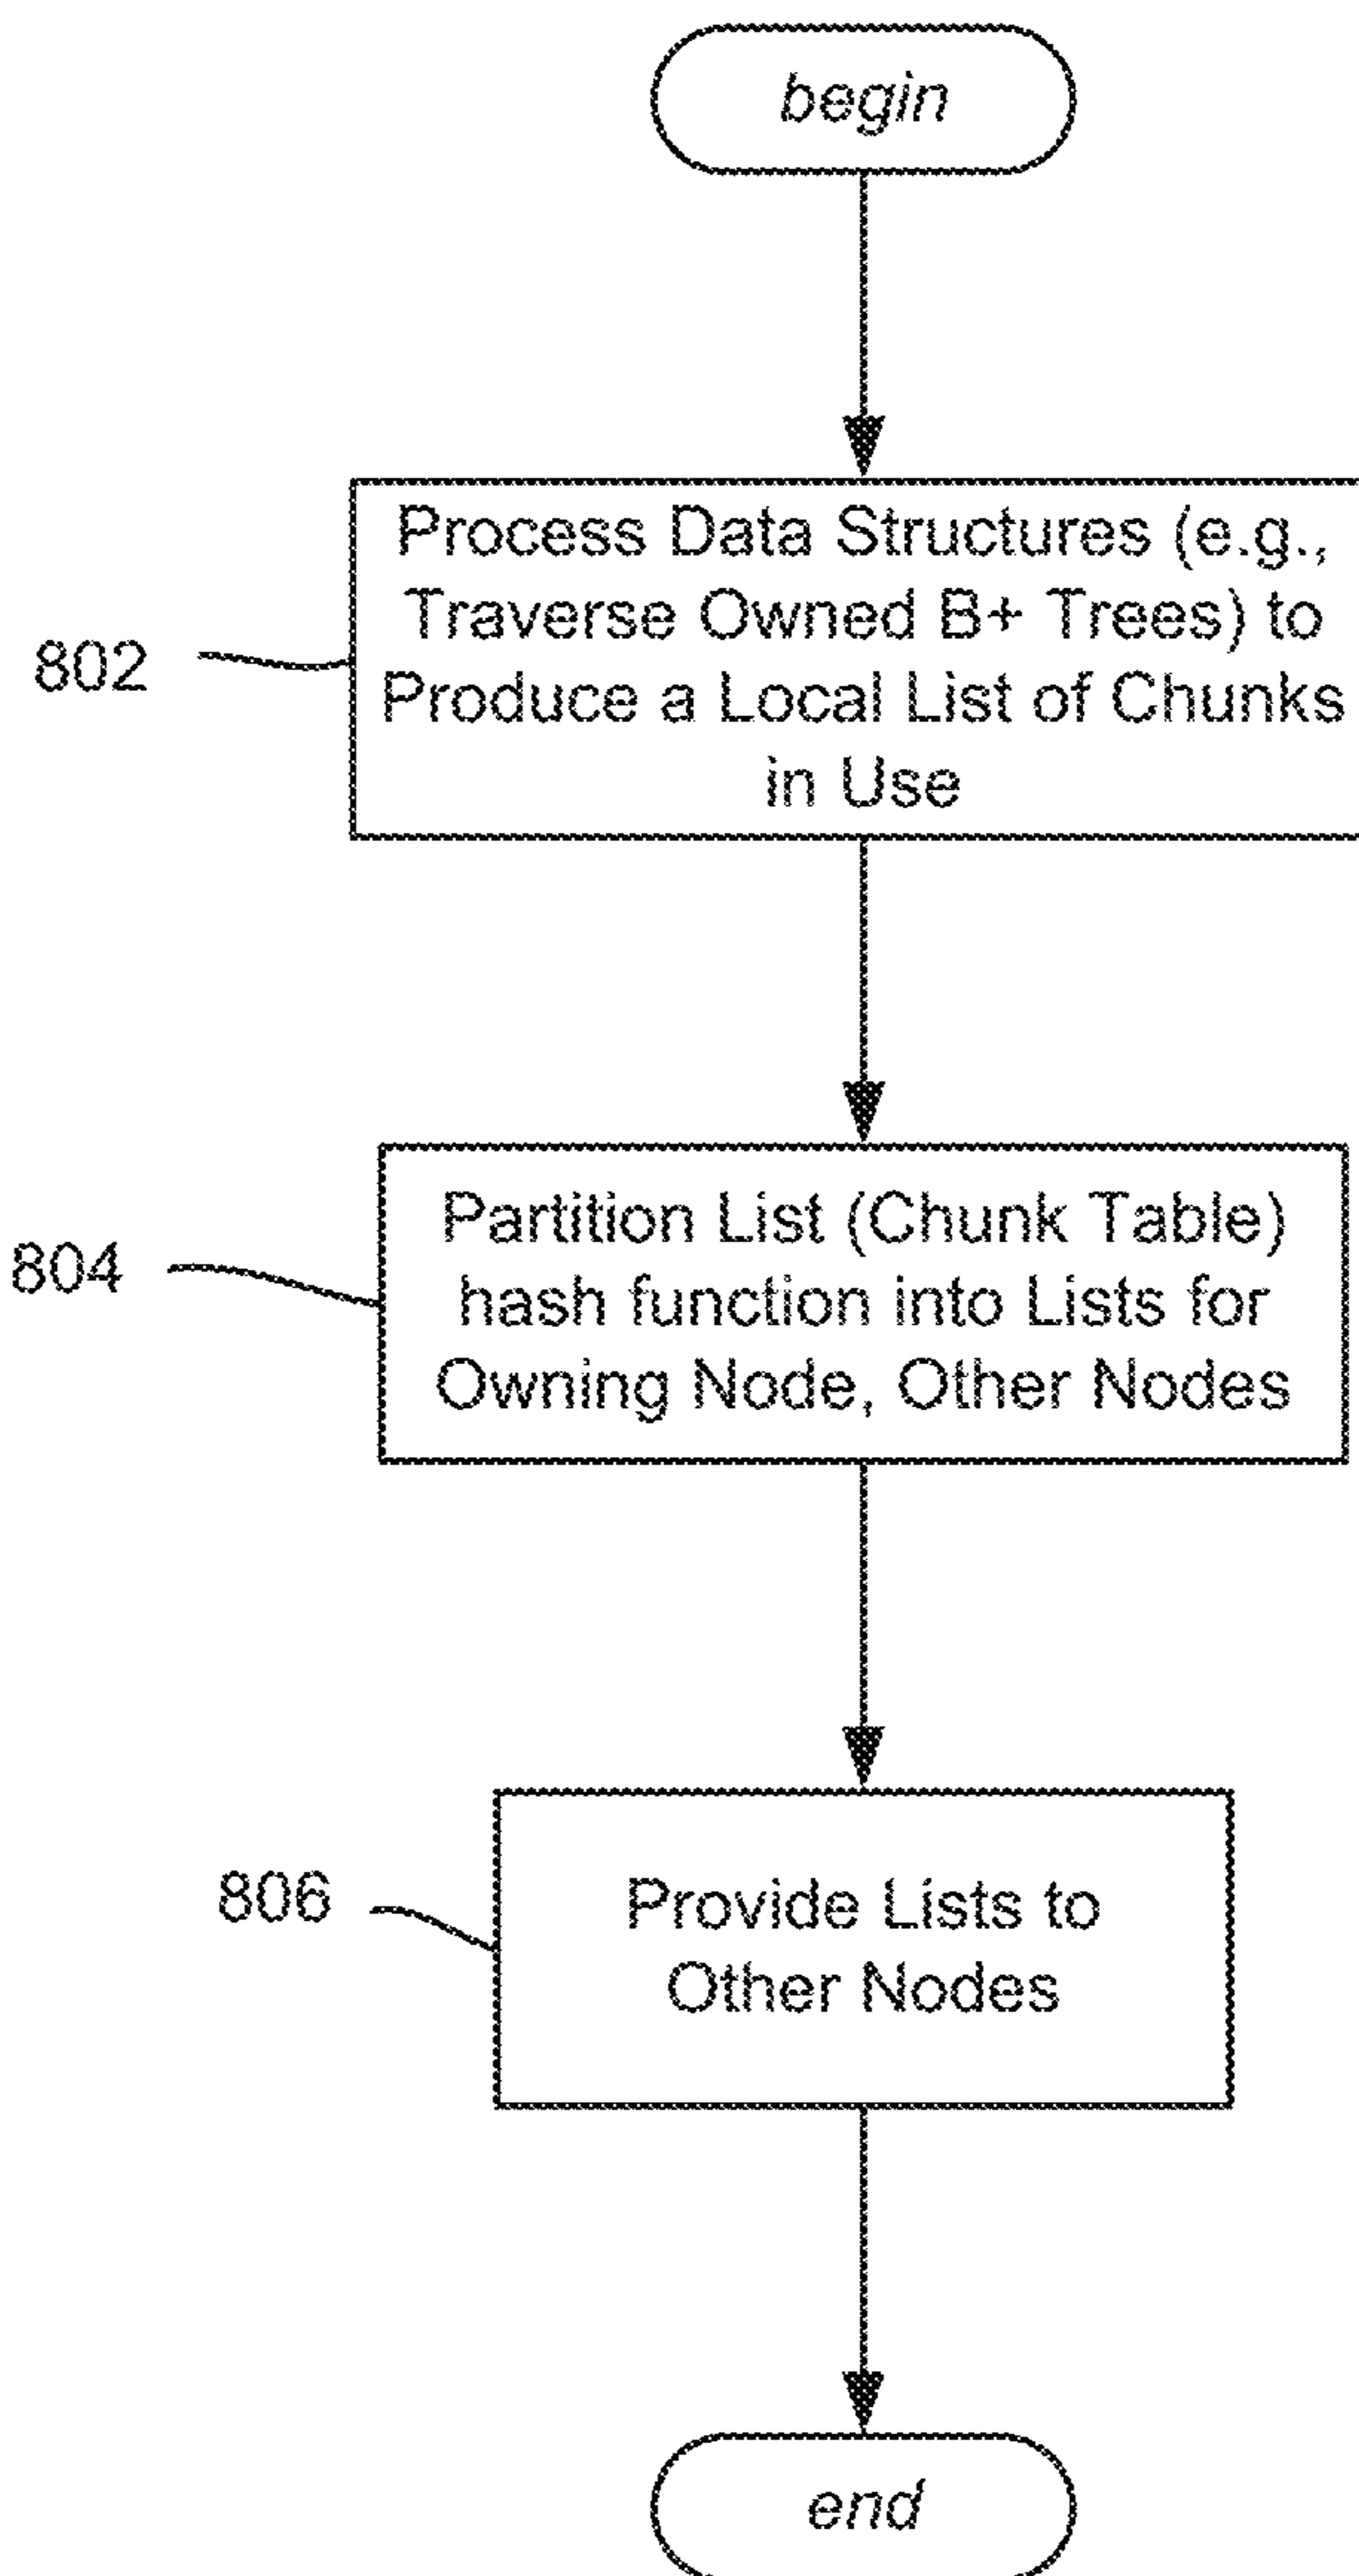 begin
802
Process Data Structures (e.g.,
Traverse Owned B+ Trees) to
Produce a Local List of Chunks
in Use
804
Partition List (Chunk Table)
hash function into Lists for
Owning Node, Other Nodes
806
Provide Lists to
Other Nodes
end